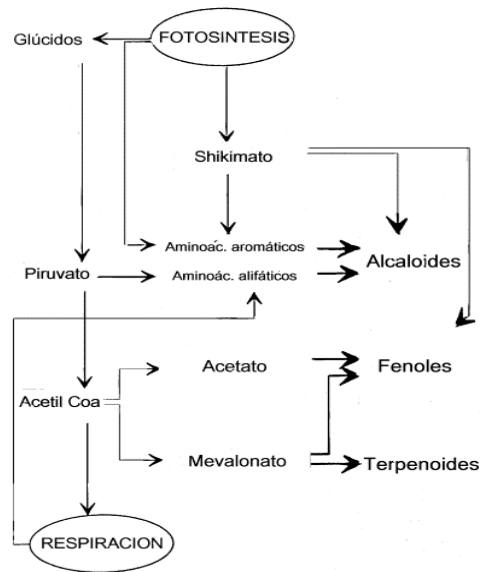 Glúcidos
FOTOSINTESIS
Shikimato
Aminoác. aromáticos
Alcaloides
Piruvato
Aminoác. alifáticos
Acetato
Fenoles
Acetil Coa
Mevalonato
Terpenoides
RESPIRACION